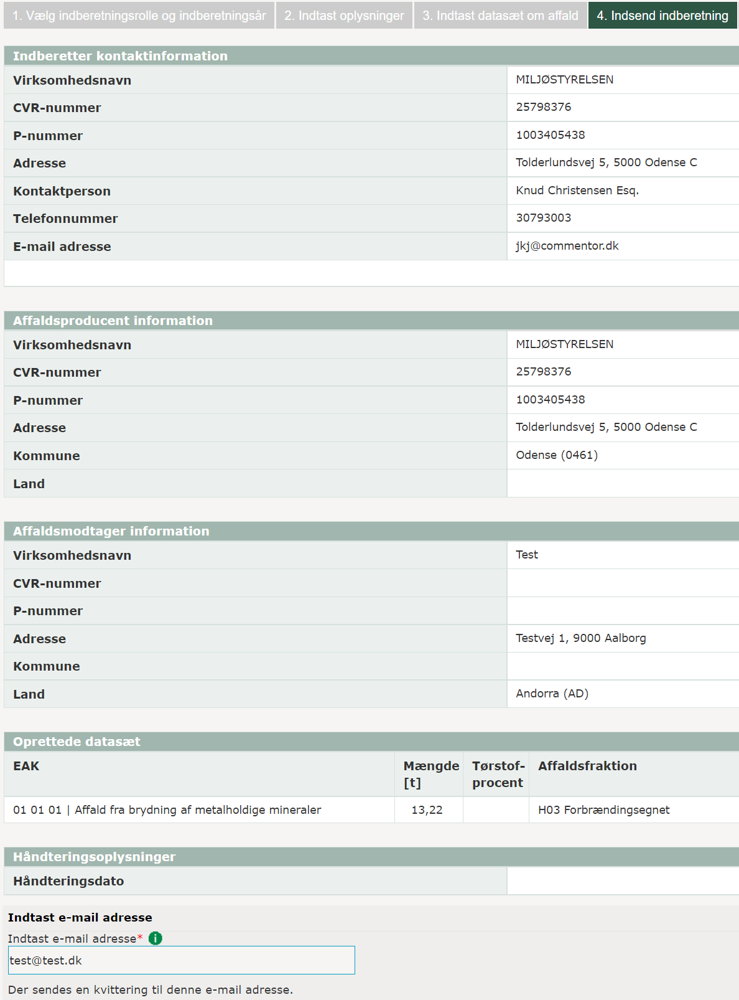 1. Vælg indberetningsrolle og indberetningsår 2. Indtast oplysninger 3. Indtast datasæt om affald 4. Indsend indberetning
Indberetter kontaktinformation
Virksomhedsnavn MILJØSTYRELSEN
CVR-nummer 25798376
P-nummer 1003405438
Adresse Tolderlundsvej 5, 5000 Odense C
Kontaktperson Knud Christensen Esq.
Telefonnummer 30793003
E-mail adresse jkj@commentor.dk
Affaldsproducent information
Virksomhedsnavn MILJØSTYRELSEN
CVR-nummer 25798376
P-nummer 1003405438
Adresse Tolderlundsvej 5, 5000 Odense C
Kommune Odense (0461)
Land
Affaldsmodtager information
Virksomhedsnavn Test
CVR-nummer
P-nummer
Adresse Testvej 1, 9000 Aalborg
Kommune
Land Andorra (AD)
Oprettede datasæt
EAK Mængde [t] Tørstof-procent Affaldsfraktion
01 01 01 | Affald fra brydning af metalholdige mineraler 13,22 H03 Forbrændingsegnet
Håndteringsoplysninger
Håndteringsdato
Indtast e-mail adresse
Indtast e-mail adresse* i
test@test.dk
Der sendes en kvittering til denne e-mail adresse.